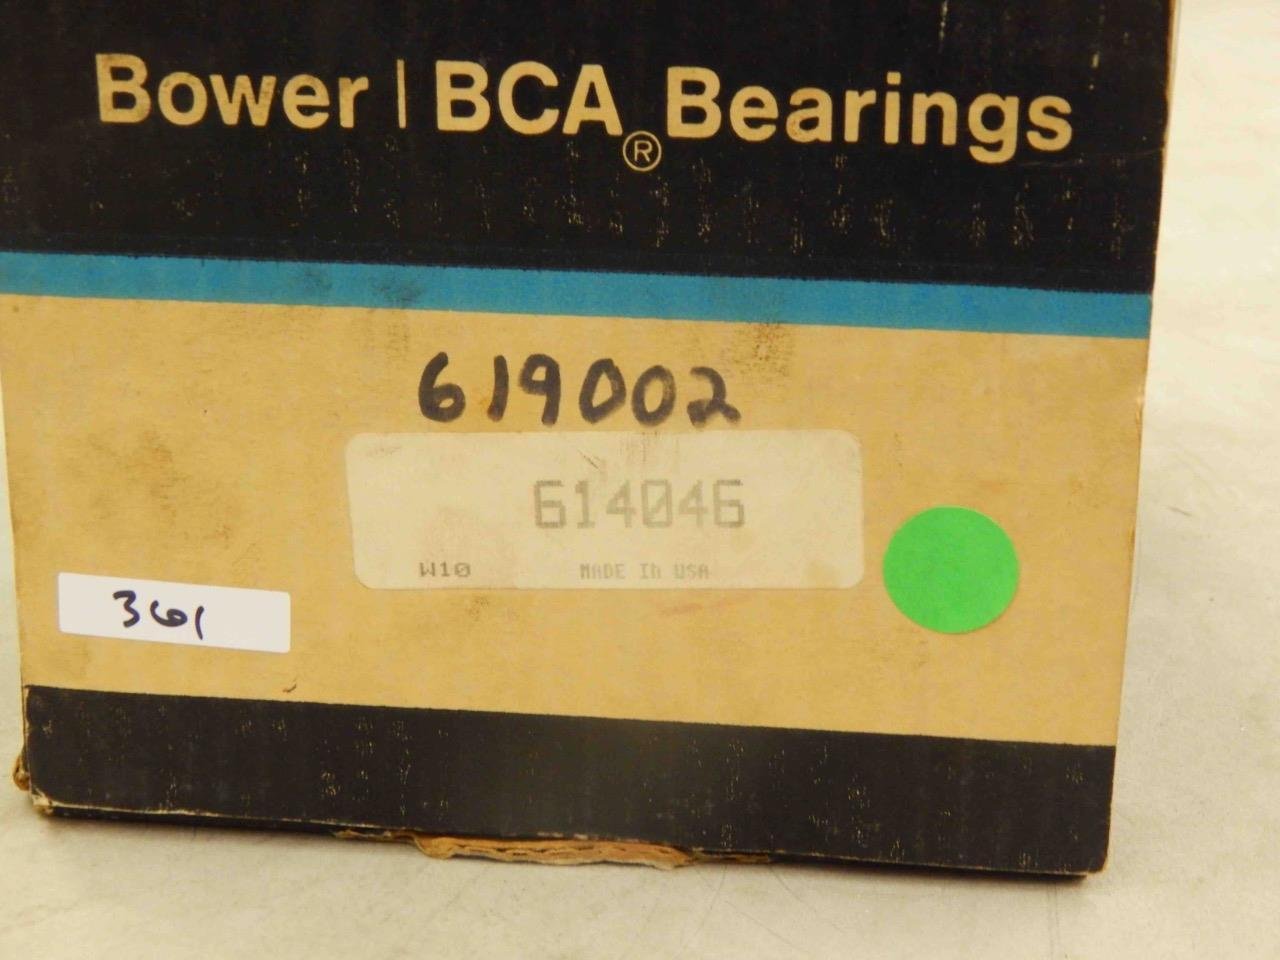 Bower | BCA® Bearings
619002
614046
W10 MADE In USA
361